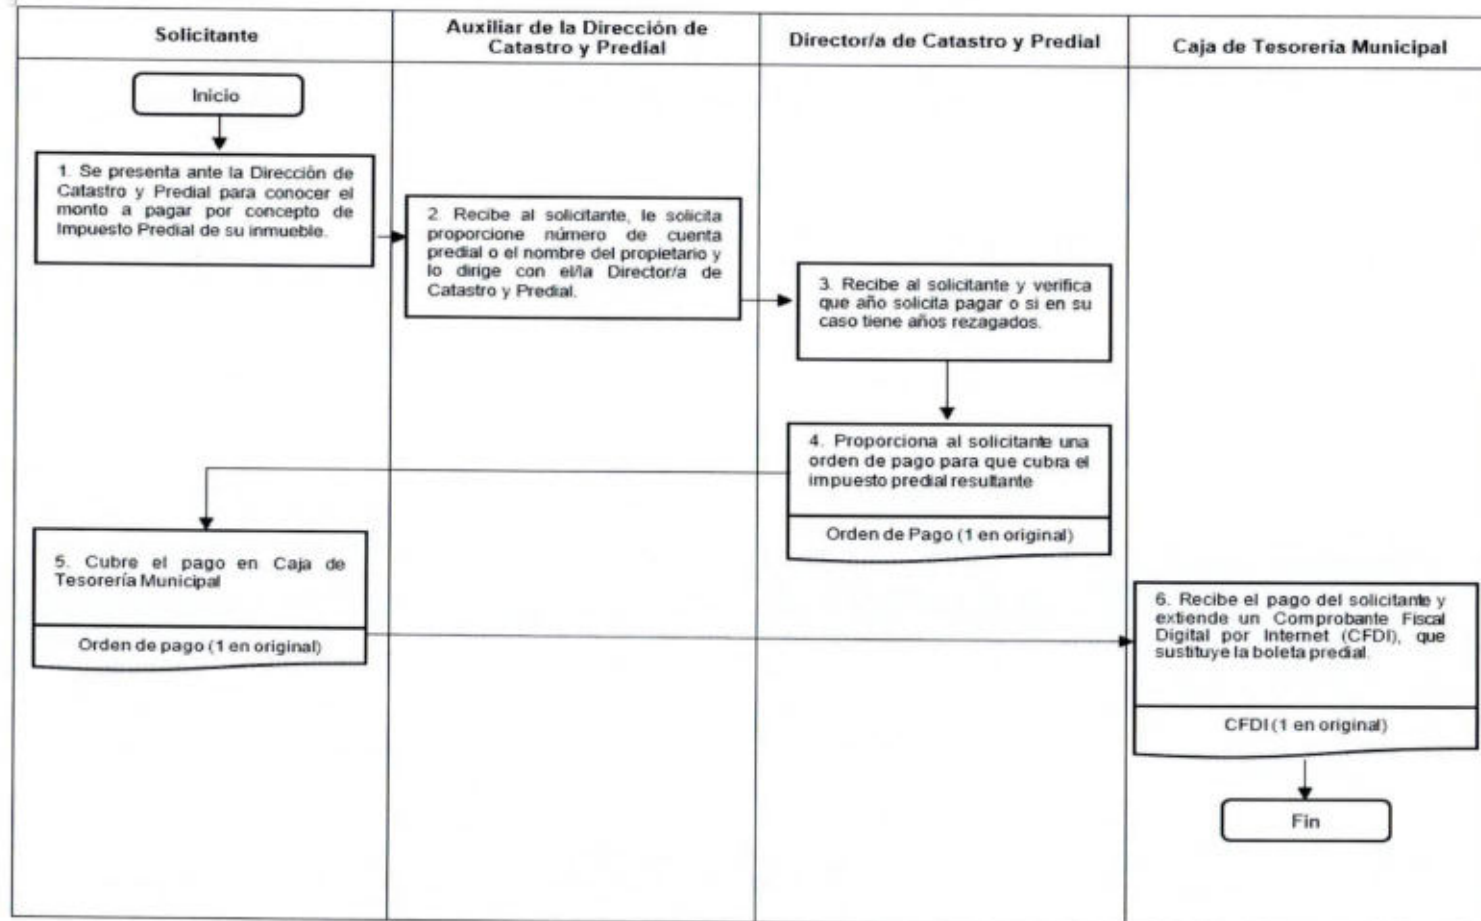 Solicitante
Auxiliar de la Dirección de
Catastro y Predial
Director/a de Catastro y Predial
Caja de Tesorería Municipal
Inicio
1. Se presenta ante la Dirección de
Catastro y Predial para conocer el
monto a pagar por concepto de
Impuesto Predial de su inmueble.
2. Recibe al solicitante, le solicita
proporcione número de cuenta
predial o el nombre del propietario y
lo dirige con el/la Director/a de
Catastro y Predial.
3. Recibe al solicitante y verifica
que año solicita pagar o si en su
caso tiene años rezagados.
4. Proporciona al solicitante una
orden de pago para que cubra el
impuesto predial resultante
Orden de Pago (1 en original)
5. Cubre el pago en Caja de
Tesorería Municipal
Orden de pago (1 en original)
6. Recibe el pago del solicitante y
extiende un Comprobante Fiscal
Digital por Internet (CFDI), que
sustituye la boleta predial.
CFDI (1 en original)
Fin